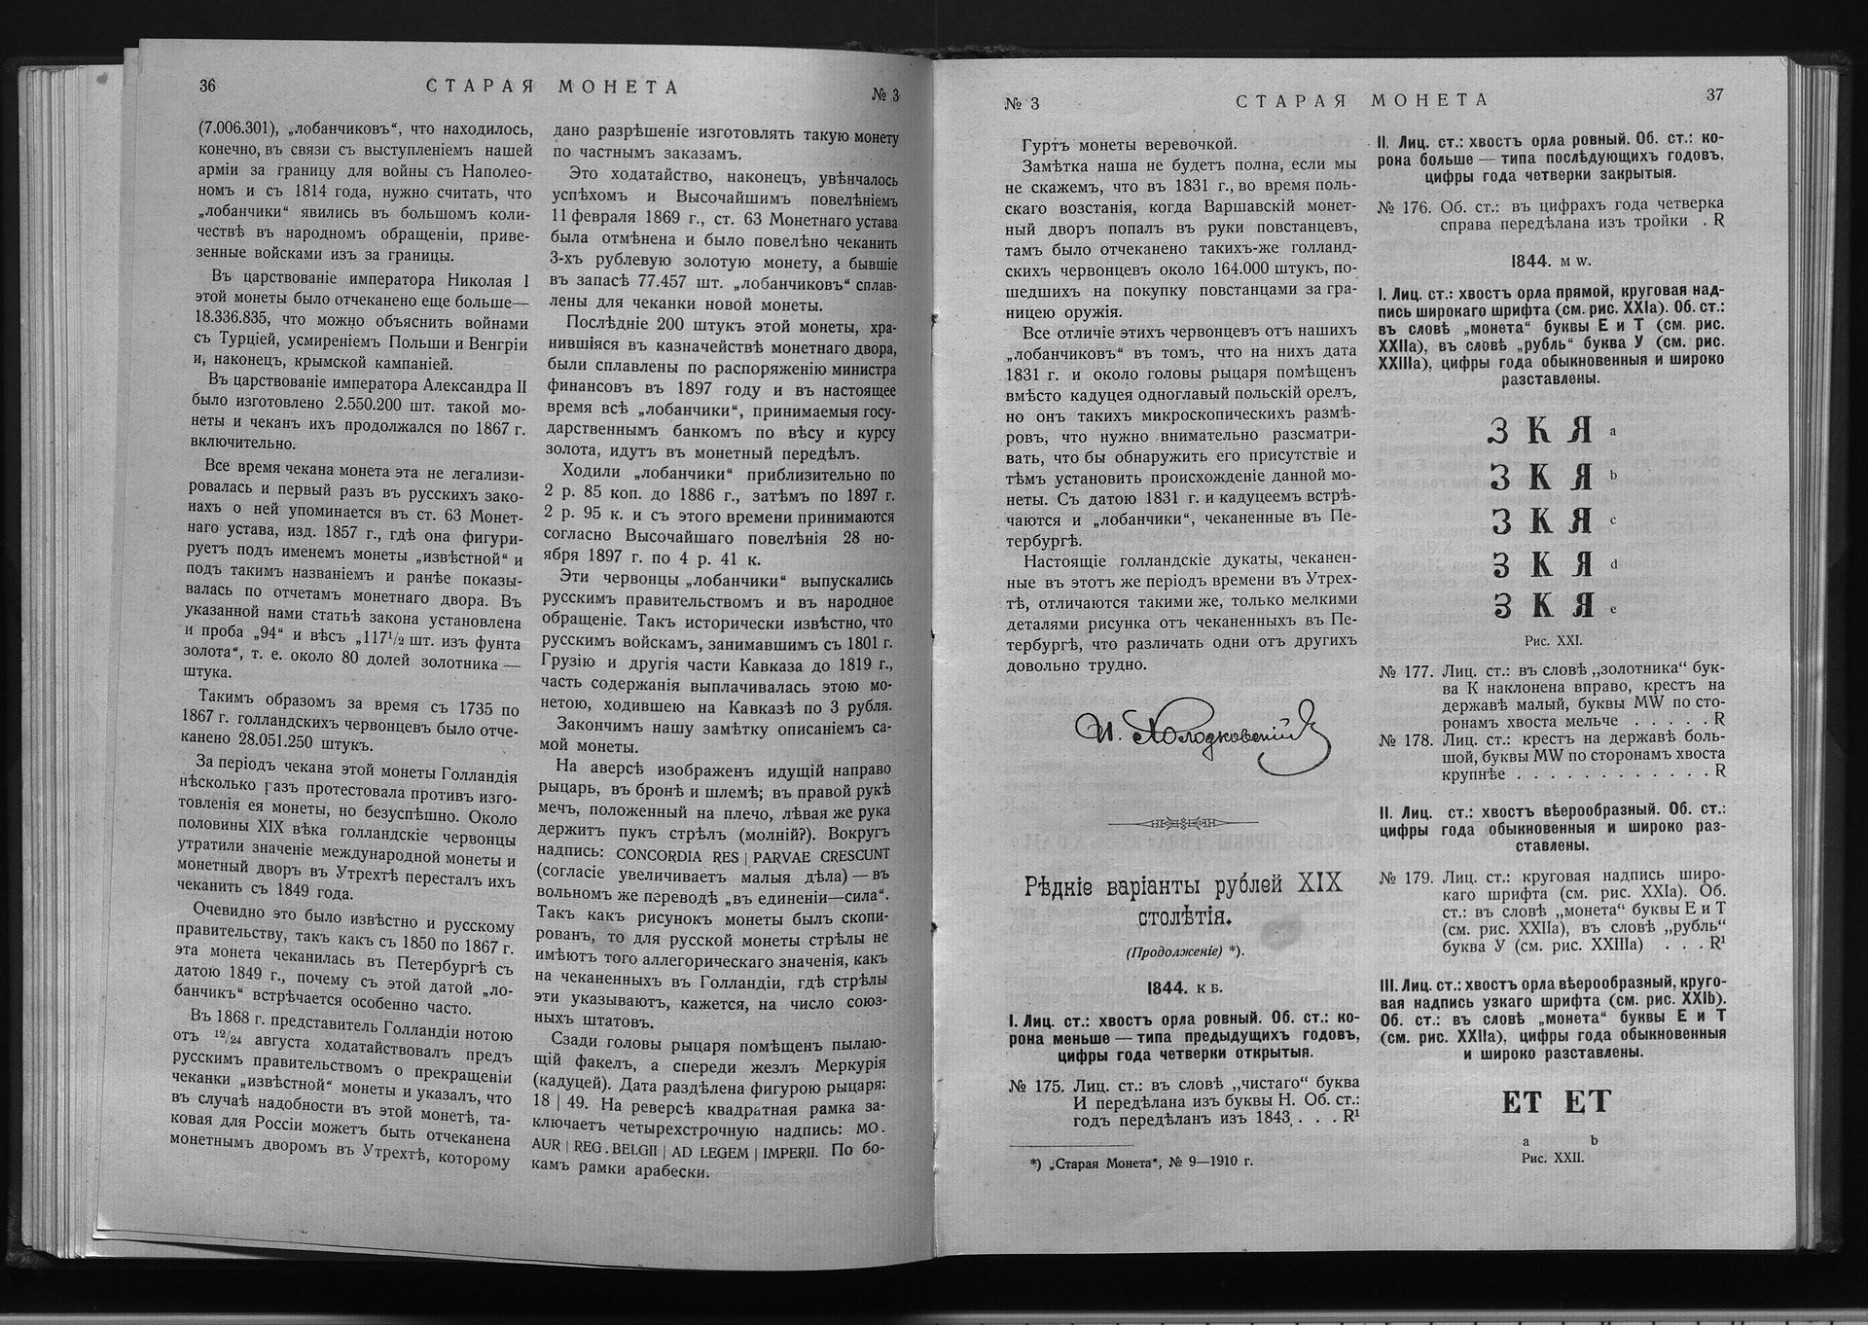 36
СТАРАЯ МОНЕТА
№ 3
(7.006.301), „лобанчиковъ“, что находилось,
конечно, въ связи съ выступленіемъ нашей
арміи за границу для войны съ Наполео-
номъ и съ 1814 года, нужно считать, что
„лобанчики“ явились въ большомъ коли-
чествѣ въ народномъ обращеніи, приве-
зенные войсками изъ за границы.
Въ царствованіе императора Николая I
этой монеты было отчеканено еще больше—
18.336.835, что можно объяснить войнами
съ Турціей, усмиреніемъ Польши и Венгріи
и, наконецъ, крымской кампаніей.
Въ царствованіе императора Александра II
было изготовлено 2.550.200 шт. такой мо-
неты и чеканъ ихъ продолжался по 1867 г.
включительно.
Все время чекана монета эта не легализи-
ровалась и первый разъ въ русскихъ зако-
нахъ о ней упоминается въ ст. 63 Монет-
наго устава, изд. 1857 г., гдѣ она фигури-
руетъ подъ именемъ монеты „извѣстной“ и
подъ такимъ названіемъ и ранѣе показы-
валась по отчетамъ монетнаго двора. Въ
указанной нами статьѣ закона установлена
и проба „94“ и вѣсъ „117¹/₂ шт. изъ фунта
золота“, т. е. около 80 долей золотника —
штука.
Такимъ образомъ за время съ 1735 по
1867 г. голландскихъ червонцевъ было отче-
канено 28.051.250 штукъ.
За періодъ чекана этой монеты Голландія
нѣсколько разъ протестовала противъ изго-
товленія ея монеты, но безуспѣшно. Около
половины XIX вѣка голландскіе червонцы
утратили значеніе международной монеты и
монетный дворъ въ Утрехтѣ пересталъ ихъ
чеканить съ 1849 года.
Очевидно это было извѣстно и русскому
правительству, такъ какъ съ 1850 по 1867 г.
эта монета чеканилась въ Петербургѣ съ
датою 1849 г., почему съ этой датой „ло-
банчикъ“ встрѣчается особенно часто.
Въ 1868 г. представитель Голландіи нотою
отъ ¹²/₂₄ августа ходатайствовалъ предъ
русскимъ правительствомъ о прекращеніи
чеканки „извѣстной“ монеты и указалъ, что
въ случаѣ надобности въ этой монетѣ, та-
ковая для Россіи можетъ быть отчеканена
монетнымъ дворомъ въ Утрехтѣ, которому
дано разрѣшеніе изготовлять такую монету
по частнымъ заказамъ.
Это ходатайство, наконецъ, увѣнчалось
успѣхомъ и Высочайшимъ повелѣніемъ
11 февраля 1869 г., ст. 63 Монетнаго устава
была отмѣнена и было повелѣно чеканить
3-хъ рублевую золотую монету, а бывшіе
въ запасѣ 77.457 шт. „лобанчиковъ“ сплав-
лены для чеканки новой монеты.
Послѣдніе 200 штукъ этой монеты, хра-
нившіяся въ казначействѣ монетнаго двора,
были сплавлены по распоряженію министра
финансовъ въ 1897 году и въ настоящее
время всѣ „лобанчики“, принимаемыя госу-
дарственнымъ банкомъ по вѣсу и курсу
золота, идутъ въ монетный передѣлъ.
Ходили „лобанчики“ приблизительно по
2 р. 85 коп. до 1886 г., затѣмъ по 1897 г.
2 р. 95 к. и съ этого времени принимаются
согласно Высочайшаго повелѣнія 28 но-
ября 1897 г. по 4 р. 41 к.
Эти червонцы „лобанчики“ выпускались
русскимъ правительствомъ и въ народное
обращеніе. Такъ исторически извѣстно, что
русскимъ войскамъ, занимавшимъ съ 1801 г.
Грузію и другія части Кавказа до 1819 г.,
часть содержанія выплачивалась этою мо-
нетою, ходившею на Кавказѣ по 3 рубля.
Закончимъ нашу замѣтку описаніемъ са-
мой монеты.
На аверсѣ изображенъ идущій направо
рыцарь, въ бронѣ и шлемѣ; въ правой рукѣ
мечъ, положенный на плечо, лѣвая же рука
держитъ пукъ стрѣлъ (молній?). Вокругъ
надпись: CONCORDIA RES | PARVAE CRESCUNT
(согласіе увеличиваетъ малыя дѣла) — въ
вольномъ же переводѣ „въ единеніи—сила“.
Такъ какъ рисунокъ монеты былъ скопи-
рованъ, то для русской монеты стрѣлы не
имѣютъ того аллегорическаго значенія, какъ
на чеканенныхъ въ Голландіи, гдѣ стрѣлы
эти указываютъ, кажется, на число союз-
ныхъ штатовъ.
Сзади головы рыцаря помѣщенъ пылаю-
щій факелъ, а спереди жезлъ Меркурія
(кадуцей). Дата раздѣлена фигурою рыцаря:
18 | 49. На реверсѣ квадратная рамка за-
ключаетъ четырехстрочную надпись: MO.
AUR | REG. BELGII | AD LEGEM | IMPERII. По бо-
камъ рамки арабески.
№ 3
СТАРАЯ МОНЕТА
37
Гуртъ монеты веревочкой.
Замѣтка наша не будетъ полна, если мы
не скажемъ, что въ 1831 г., во время поль-
скаго возстанія, когда Варшавскій монет-
ный дворъ попалъ въ руки повстанцевъ,
тамъ было отчеканено такихъ-же голланд-
скихъ червонцевъ около 164.000 штукъ, по-
шедшихъ на покупку повстанцами за гра-
ницею оружія.
Все отличіе этихъ червонцевъ отъ нашихъ
„лобанчиковъ“ въ томъ, что на нихъ дата
1831 г. и около головы рыцаря помѣщенъ
вмѣсто кадуцея одноглавый польскій орелъ,
но онъ такихъ микроскопическихъ размѣ-
ровъ, что нужно внимательно разсматри-
вать, что бы обнаружить его присутствіе и
тѣмъ установить происхожденіе данной мо-
неты. Съ датою 1831 г. и кадуцеемъ встрѣ-
чаются и „лобанчики“, чеканенные въ Пе-
тербургѣ.
Настоящіе голландскіе дукаты, чеканен-
ные въ этотъ же періодъ времени въ Утрех-
тѣ, отличаются такими же, только мелкими
деталями рисунка отъ чеканенныхъ въ Пе-
тербургѣ, что различать одни отъ другихъ
довольно трудно.
И. Холодковскій
Рѣдкіе варіанты рублей XIX
столѣтія.
(Продолженіе) *).
1844. К В.
I. Лиц. ст.: хвостъ орла ровный. Об. ст.: ко-
рона меньше — типа предыдущихъ годовъ,
цифры года четверки открытыя.
№ 175. Лиц. ст.: въ словѣ „чистаго“ буква
И передѣлана изъ буквы Н. Об. ст.:
годъ передѣланъ изъ 1843. . . . R¹
*) „Старая Монета“, № 9—1910 г.
II. Лиц. ст.: хвостъ орла ровный. Об. ст.: ко-
рона больше — типа послѣдующихъ годовъ,
цифры года четверки закрытыя.
№ 176. Об. ст.: въ цифрахъ года четверка
справа передѣлана изъ тройки . R
1844. M W.
I. Лиц. ст.: хвостъ орла прямой, круговая над-
пись широкаго шрифта (см. рис. XXIa). Об. ст.:
въ словѣ „монета“ буквы Е и Т (см. рис.
XXIIa), въ словѣ „рубль“ буква У (см. рис.
XXIIIa), цифры года обыкновенныя и широко
разставлены.
З К Я a
З К Я b
З К Я c
З К Я d
З К Я e
Рис. XXI.
№ 177. Лиц. ст.: въ словѣ „золотника“ бук-
ва К наклонена вправо, крестъ на
державѣ малый, буквы MW по сто-
ронамъ хвоста мельче . . . . . R
№ 178. Лиц. ст.: крестъ на державѣ боль-
шой, буквы MW по сторонамъ хвоста
крупнѣе . . . . . . . . . . . . R
II. Лиц. ст.: хвостъ вѣерообразный. Об. ст.:
цифры года обыкновенныя и широко раз-
ставлены.
№ 179. Лиц. ст.: круговая надпись широ-
каго шрифта (см. рис. XXIa). Об.
ст.: въ словѣ „монета“ буквы Е и Т
(см. рис. XXIIa), въ словѣ „рубль“
буква У (см. рис. XXIIIa) . . . R¹
III. Лиц. ст.: хвостъ орла вѣерообразный, круго-
вая надпись узкаго шрифта (см. рис. XXIb).
Об. ст.: въ словѣ „монета“ буквы Е и Т
(см. рис. XXIIa), цифры года обыкновенныя
и широко разставлены.
ЕТ ЕТ
a b
Рис. XXII.